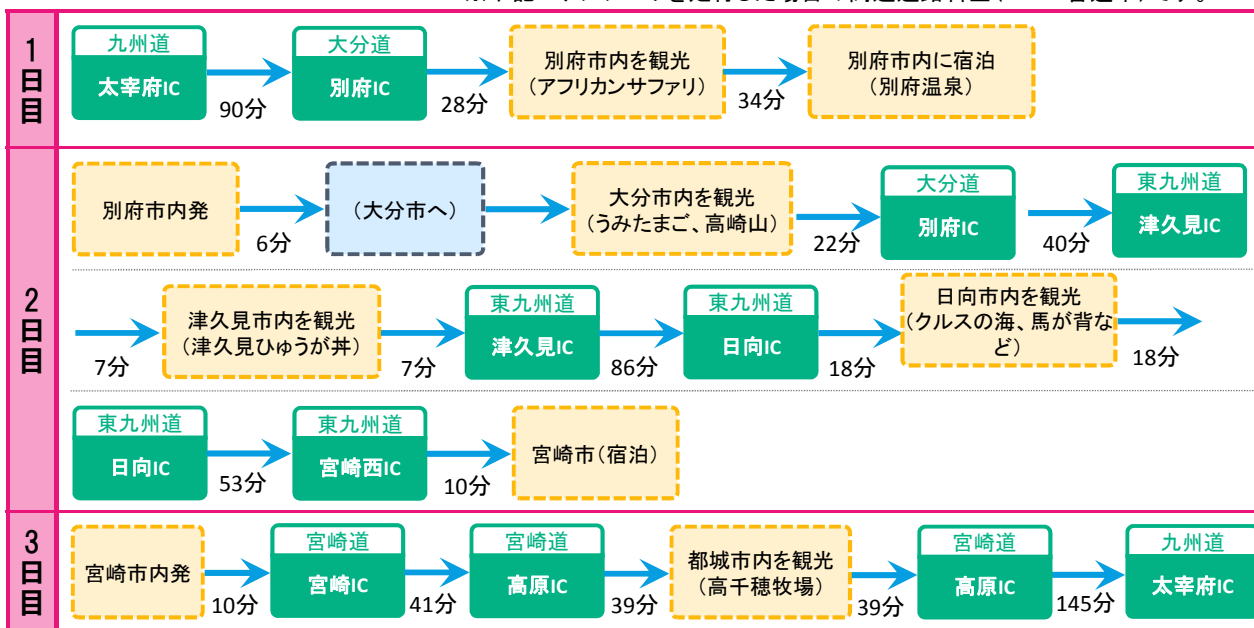 1
日
目
九州道
太宰府IC
90分
大分道
別府IC
28分
別府市内を観光
(アフリカンサファリ)
34分
別府市内に宿泊
(別府温泉)
2
日
目
別府市内発
6分
(大分市へ)
大分市内を観光
(うみたまご、高崎山)
22分
大分道
別府IC
40分
東九州道
津久見IC
7分
津久見市内を観光
(津久見ひゅうが丼)
7分
東九州道
津久見IC
86分
東九州道
日向IC
18分
日向市内を観光
(クルスの海、馬が背な
ど)
18分
東九州道
日向IC
53分
東九州道
宮崎西IC
10分
宮崎市(宿泊)
3
日
目
宮崎市内発
10分
宮崎道
宮崎IC
41分
宮崎道
高原IC
39分
都城市内を観光
(高千穂牧場)
39分
宮崎道
高原IC
145分
九州道
太宰府IC